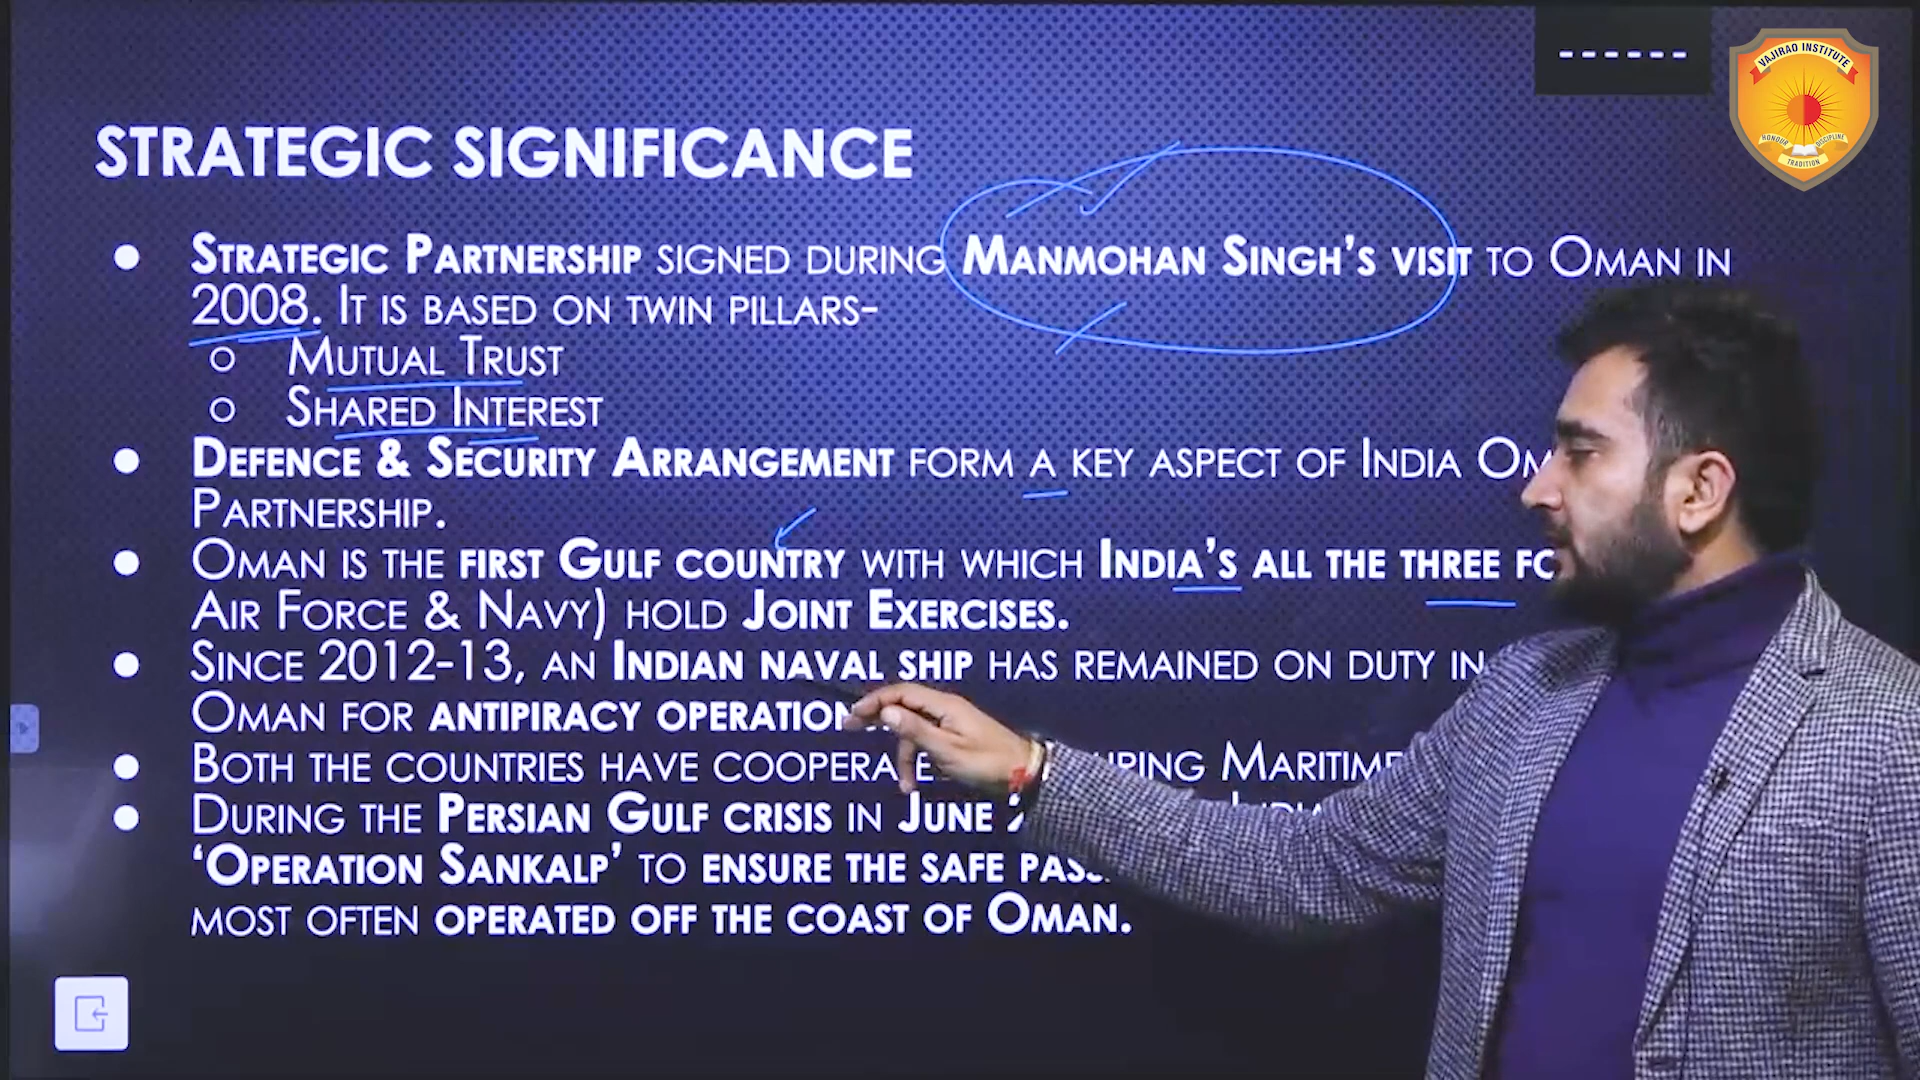 VAJIRAO INSTITUTE
HONOUR DISCIPLINE
TRADITION
STRATEGIC SIGNIFICANCE
● STRATEGIC PARTNERSHIP SIGNED DURING MANMOHAN SINGH'S VISIT TO OMAN IN
2008. IT IS BASED ON TWIN PILLARS-
○ MUTUAL TRUST
○ SHARED INTEREST
● DEFENCE & SECURITY ARRANGEMENT FORM A KEY ASPECT OF INDIA
PARTNERSHIP.
● OMAN IS THE FIRST GULF COUNTRY WITH WHICH INDIA'S ALL THE THREE
AIR FORCE & NAVY) HOLD JOINT EXERCISES.
● SINCE 2012-13, AN INDIAN NAVAL SHIP HAS REMAINED ON DUTY IN
OMAN FOR ANTIPIRACY
● BOTH THE COUNTRIES HAVE MARITIME
● DURING THE PERSIAN GULF CRISIS IN JUNE
'OPERATION SANKALP' TO ENSURE THE SAFE
MOST OFTEN OPERATED OFF THE COAST OF OMAN.